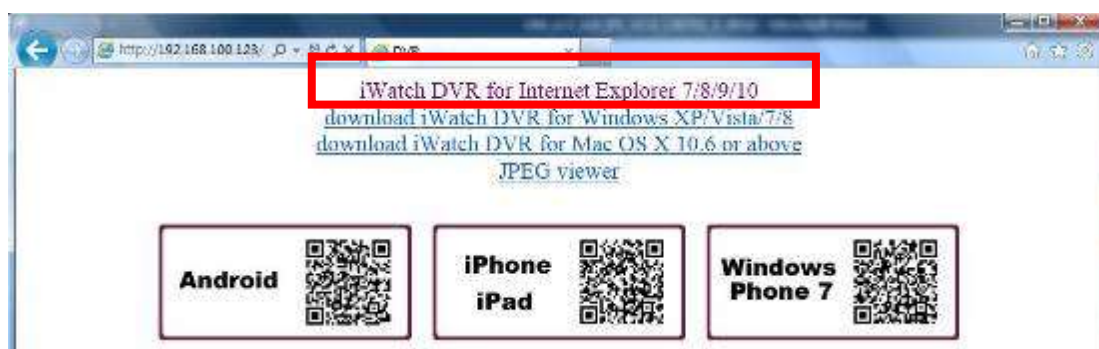 http://192.168.100.123/
DVR
iWatch DVR for Internet Explorer 7/8/9/10
download iWatch DVR for Windows XP/Vista/7/8
download iWatch DVR for Mac OS X 10.6 or above
JPEG viewer
Android
iPhone
iPad
Windows
Phone 7